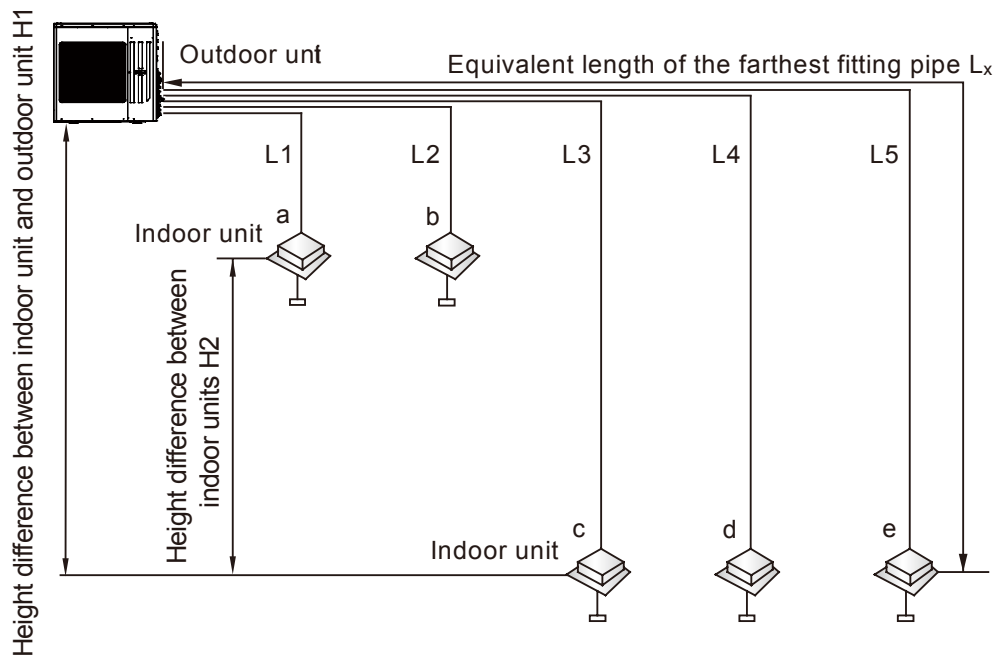 Height difference between indoor unit and outdoor unit H1
Outdoor unt
Equivalent length of the farthest fitting pipe Lx
L1
L2
L3
L4
L5
a
b
Indoor unit
Height difference between
indoor units H2
c
d
e
Indoor unit